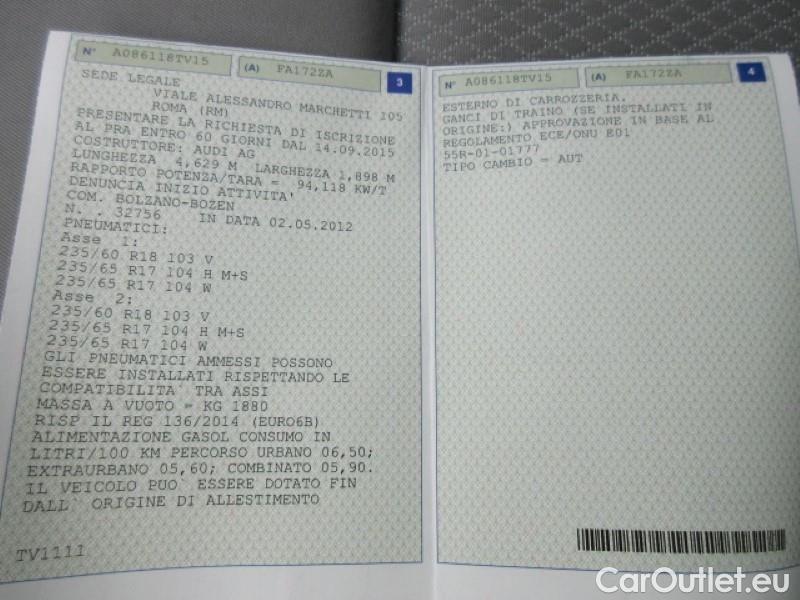 N° A086118TV15 (A) FA172ZA 3
SEDE LEGALE
VIALE ALESSANDRO MARCHETTI 105
ROMA (RM)
PRESENTARE LA RICHIESTA DI ISCRIZIONE
AL PRA ENTRO 60 GIORNI DAL 14.09.2015
COSTRUTTORE: AUDI AG
LUNGHEZZA 4,629 M LARGHEZZA 1,898 M
RAPPORTO POTENZA/TARA = 94,118 KW/T
DENUNCIA INIZIO ATTIVITA'
COM. BOLZANO-BOZEN
N. . 32756 IN DATA 02.05.2012
PNEUMATICI:
Asse 1:
235/60 R18 103 V
235/65 R17 104 H M+S
235/65 R17 104 W
Asse 2:
235/60 R18 103 V
235/65 R17 104 H M+S
235/65 R17 104 W
GLI PNEUMATICI AMMESSI POSSONO
ESSERE INSTALLATI RISPETTANDO LE
COMPATIBILITA` TRA ASSI
MASSA A VUOTO = KG 1880
RISP IL REG 136/2014 (EURO6B)
ALIMENTAZIONE GASOL CONSUMO IN
LITRI/100 KM PERCORSO URBANO 06,50;
EXTRAURBANO 05,60; COMBINATO 05,90.
IL VEICOLO PUO` ESSERE DOTATO FIN
DALL` ORIGINE DI ALLESTIMENTO
TV1111
N° A086118TV15 (A) FA172ZA 4
ESTERNO DI CARROZZERIA.
GANCI DI TRAINO (SE INSTALLATI IN
ORIGINE:) APPROVAZIONE IN BASE AL
REGOLAMENTO ECE/ONU E01
55R-01-01777
TIPO CAMBIO = AUT
CarOutlet.eu